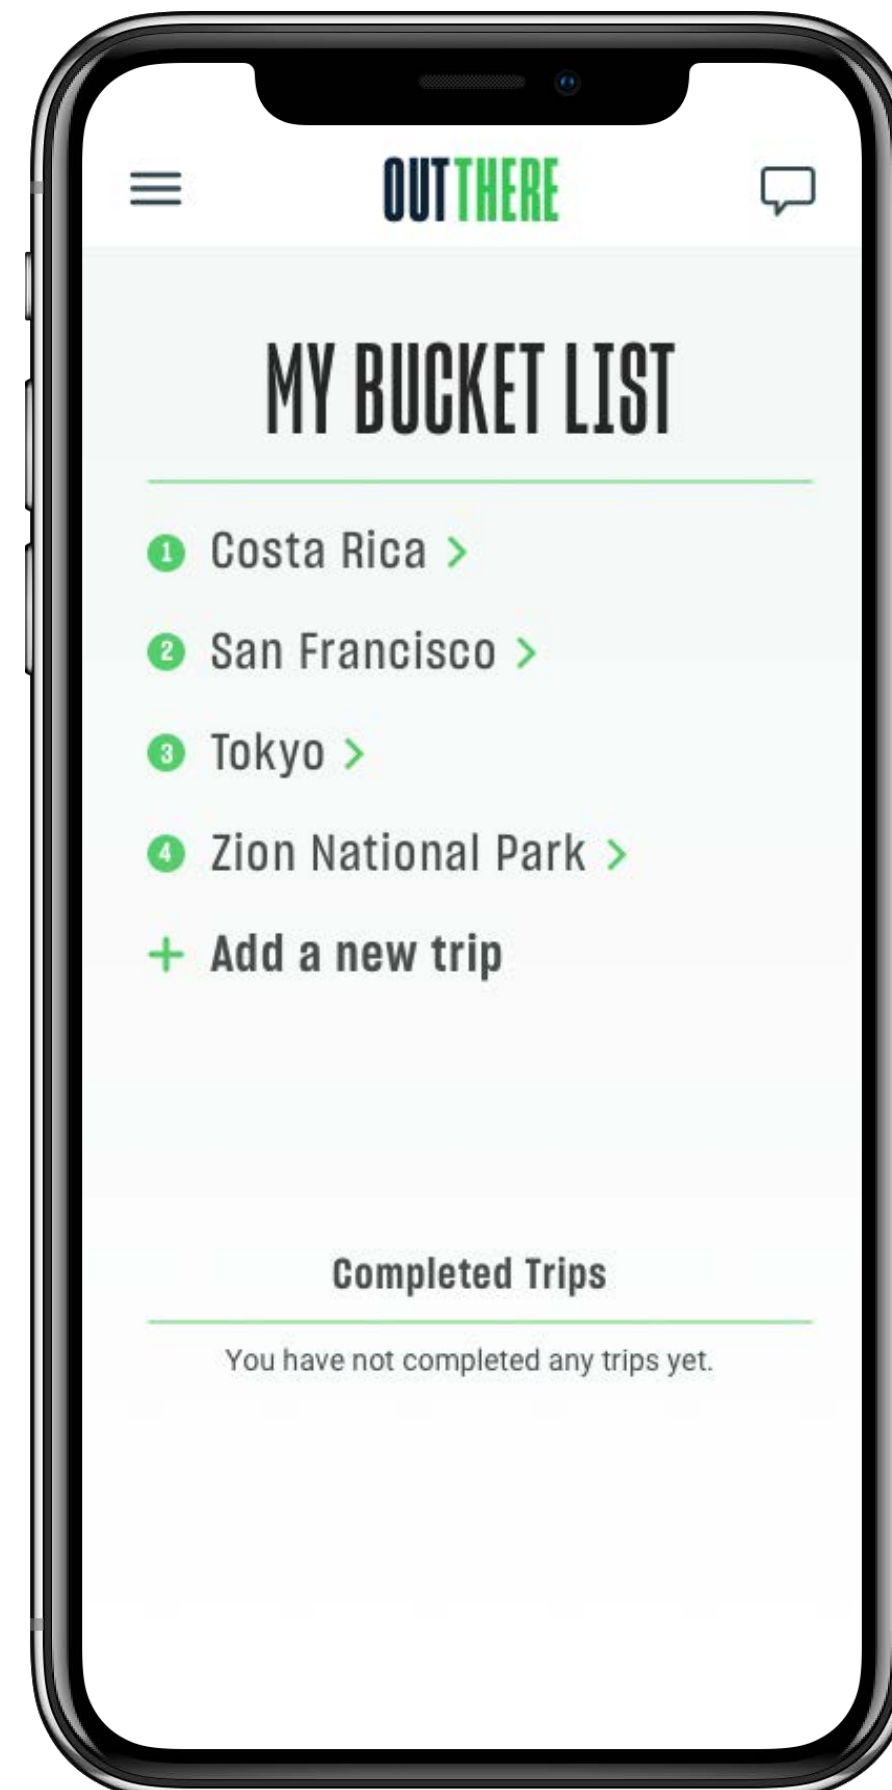 OUTTHERE
MY BUCKET LIST
1 Costa Rica >
2 San Francisco >
3 Tokyo >
4 Zion National Park >
+ Add a new trip
Completed Trips
You have not completed any trips yet.